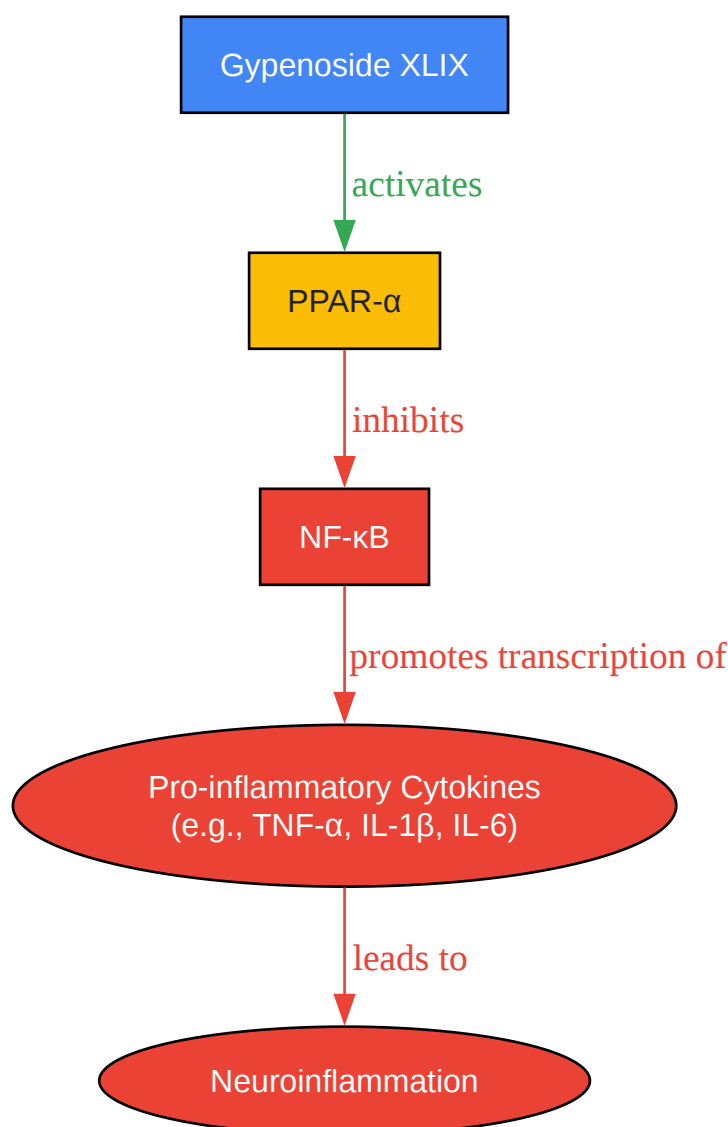 Gypenoside XLIX
activates
PPAR-α
inhibits
NF-κB
promotes transcription of
Pro-inflammatory Cytokines
(e.g., TNF-α, IL-1β, IL-6)
leads to
Neuroinflammation